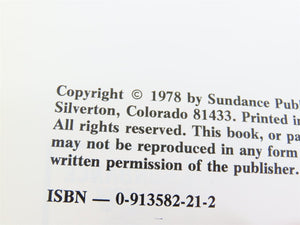 Copyright © 1978 by Sundance Publ
Silverton, Colorado 81433. Printed in
All rights reserved. This book, or pa
may not be reproduced in any form
written permission of the publisher.
ISBN — 0-913582-21-2